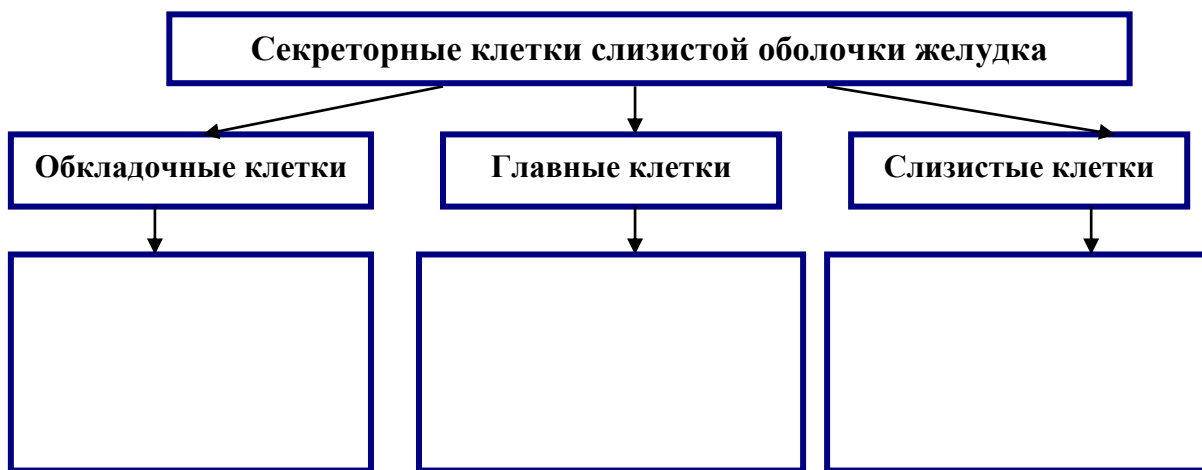 Секреторные клетки слизистой оболочки желудка
Обкладочные клетки
Главные клетки
Слизистые клетки